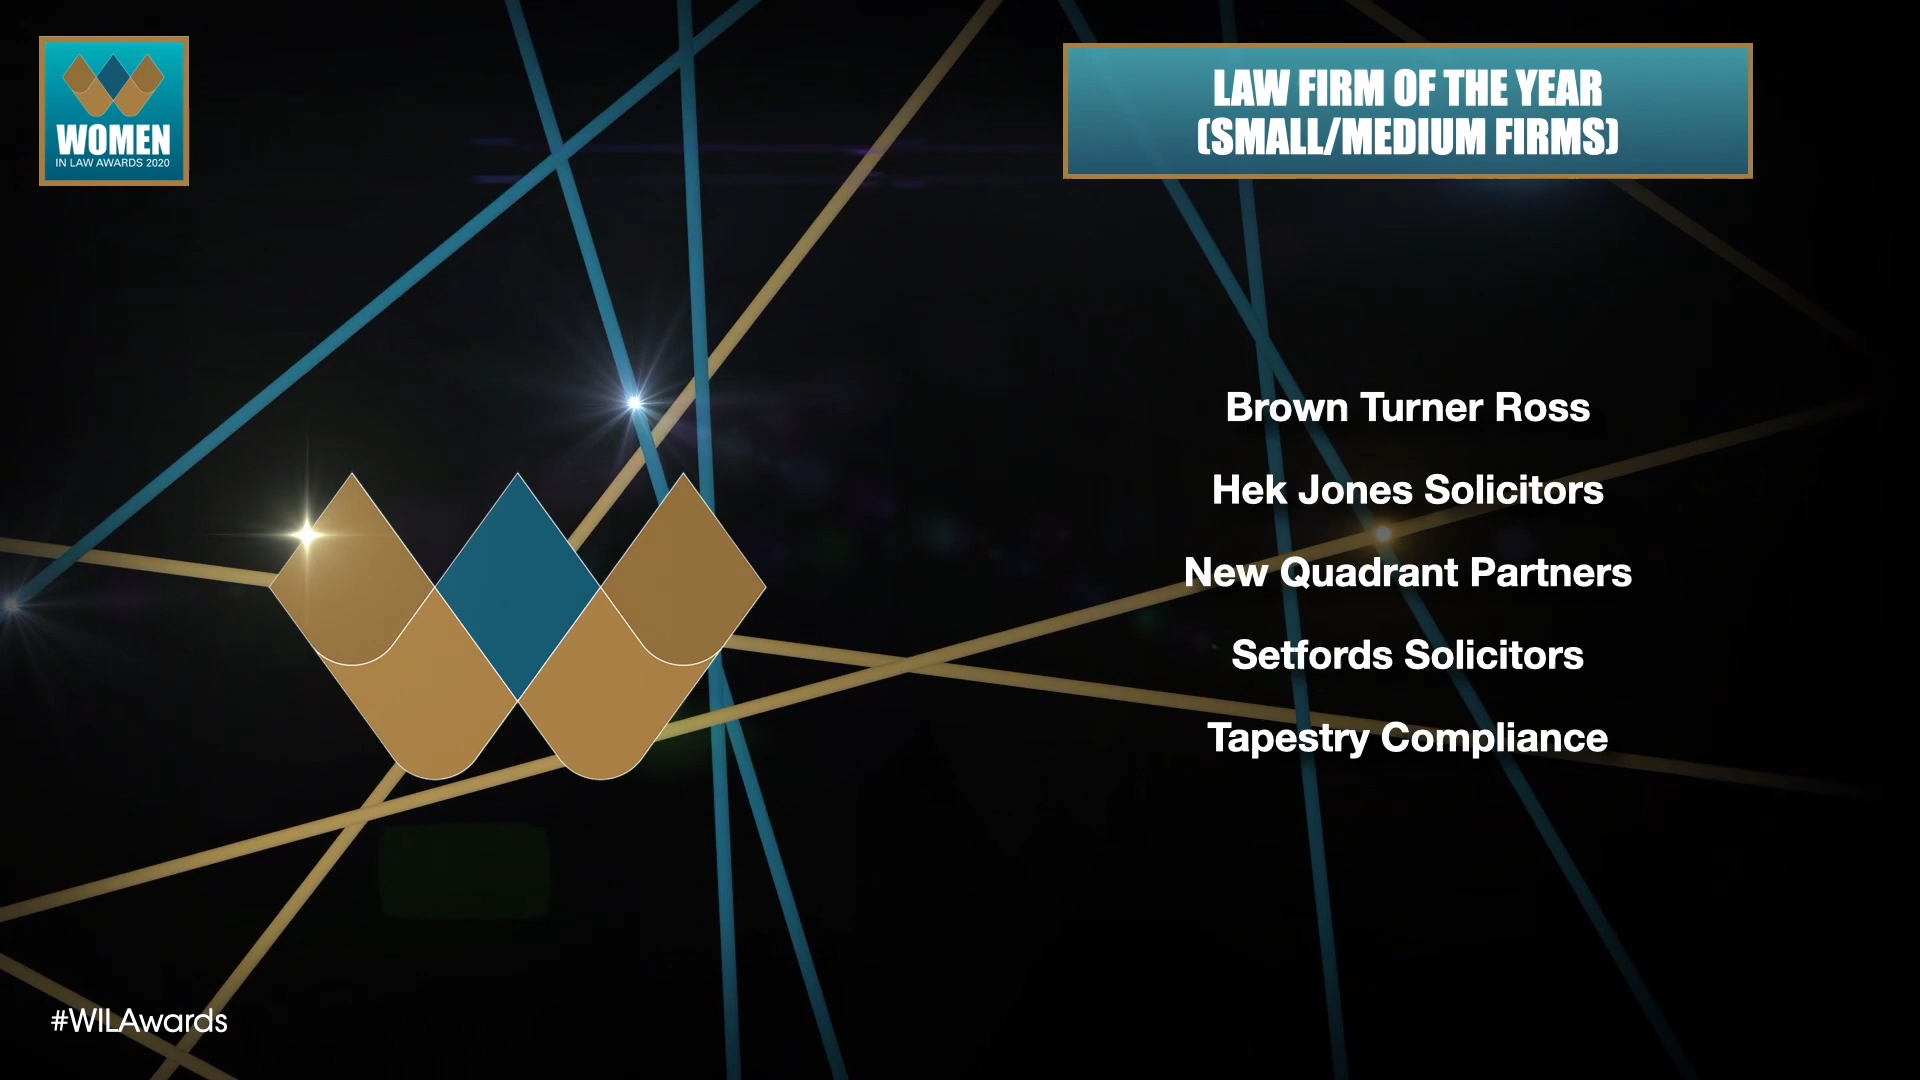 WOMEN
IN LAW AWARDS 2020
LAW FIRM OF THE YEAR
(SMALL/MEDIUM FIRMS)
Brown Turner Ross
Hek Jones Solicitors
New Quadrant Partners
Setfords Solicitors
Tapestry Compliance
#WILAwards